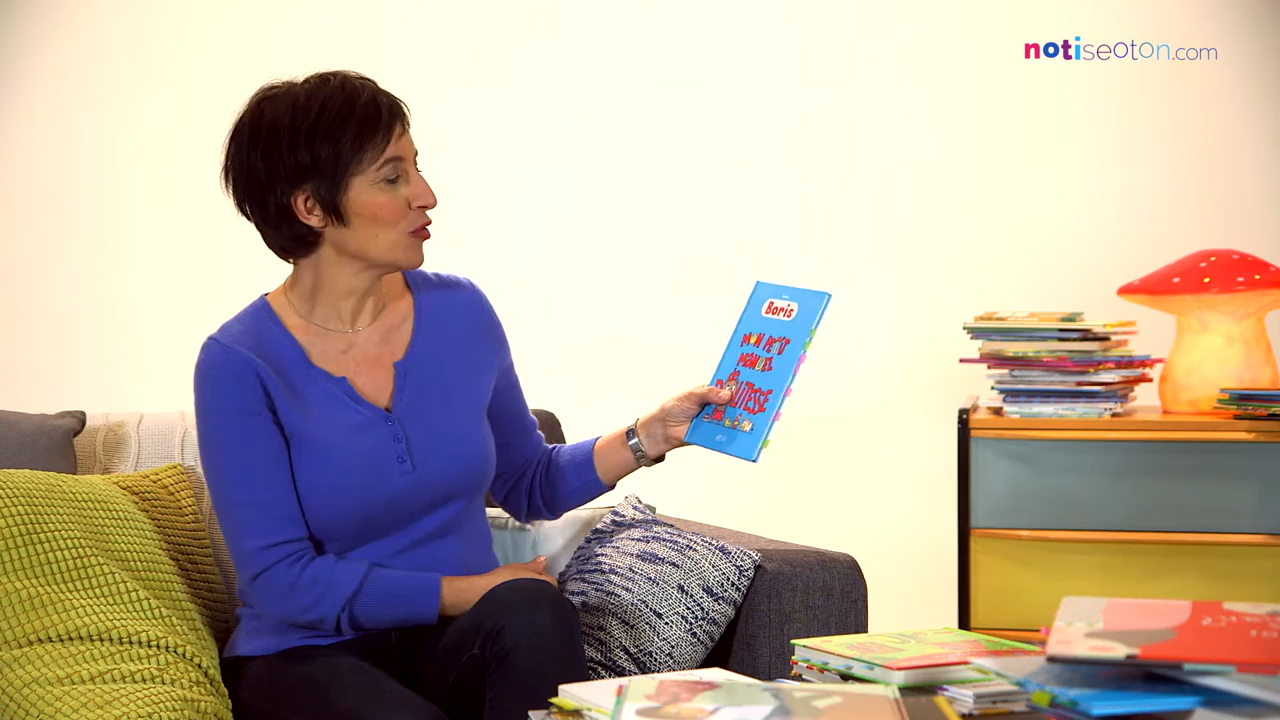 notiseoton.com
Boris
MON PETIT
MANUEL
DE
POLITESSE